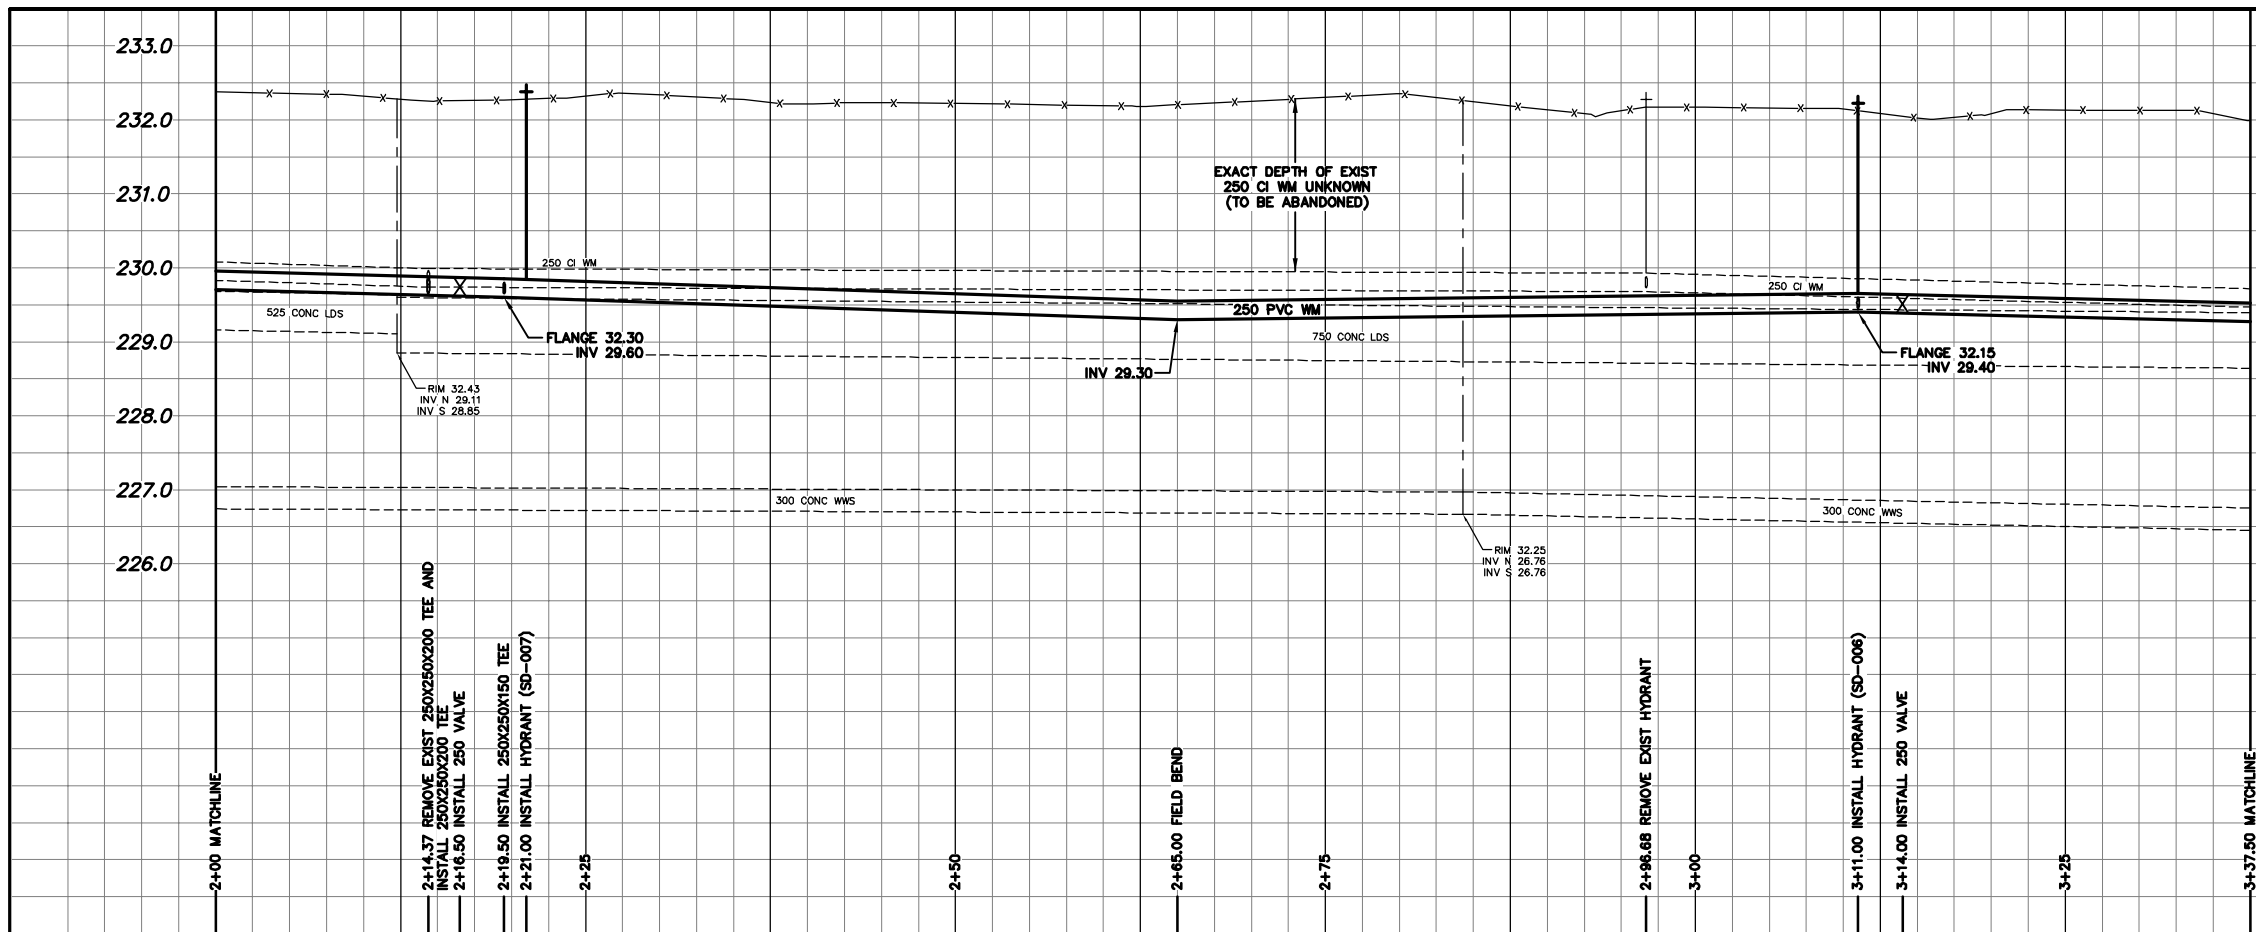 233.0
232.0
231.0
230.0
229.0
228.0
227.0
226.0
EXACT DEPTH OF EXIST
250 CI WM UNKNOWN
(TO BE ABANDONED)
250 CI WM
250 CI WM
525 CONC LDS
250 PVC WM
FLANGE 32.30
INV 29.60
750 CONC LDS
FLANGE 32.15
INV 29.40
INV 29.30
RIM 32.43
INV N 29.11
INV S 28.85
300 CONC WWS
300 CONC WWS
RIM 32.25
INV N 26.76
INV S 26.76
2+00 MATCHLINE
2+14.37 REMOVE EXIST 250X250X200 TEE AND
INSTALL 250X250X200 TEE
2+16.50 INSTALL 250 VALVE
2+19.50 INSTALL 250X250X150 TEE
2+21.00 INSTALL HYDRANT (SD-007)
2+25
2+50
2+65.00 FIELD BEND
2+75
2+96.68 REMOVE EXIST HYDRANT
3+00
3+11.00 INSTALL HYDRANT (SD-006)
3+14.00 INSTALL 250 VALVE
3+25
3+37.50 MATCHLINE